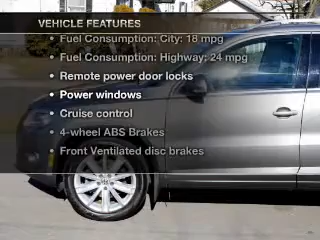 VEHICLE FEATURES
• Fuel Consumption: City: 18 mpg
• Fuel Consumption: Highway: 24 mpg
• Remote power door locks
• Power windows
• Cruise control
• 4-wheel ABS Brakes
• Front Ventilated disc brakes